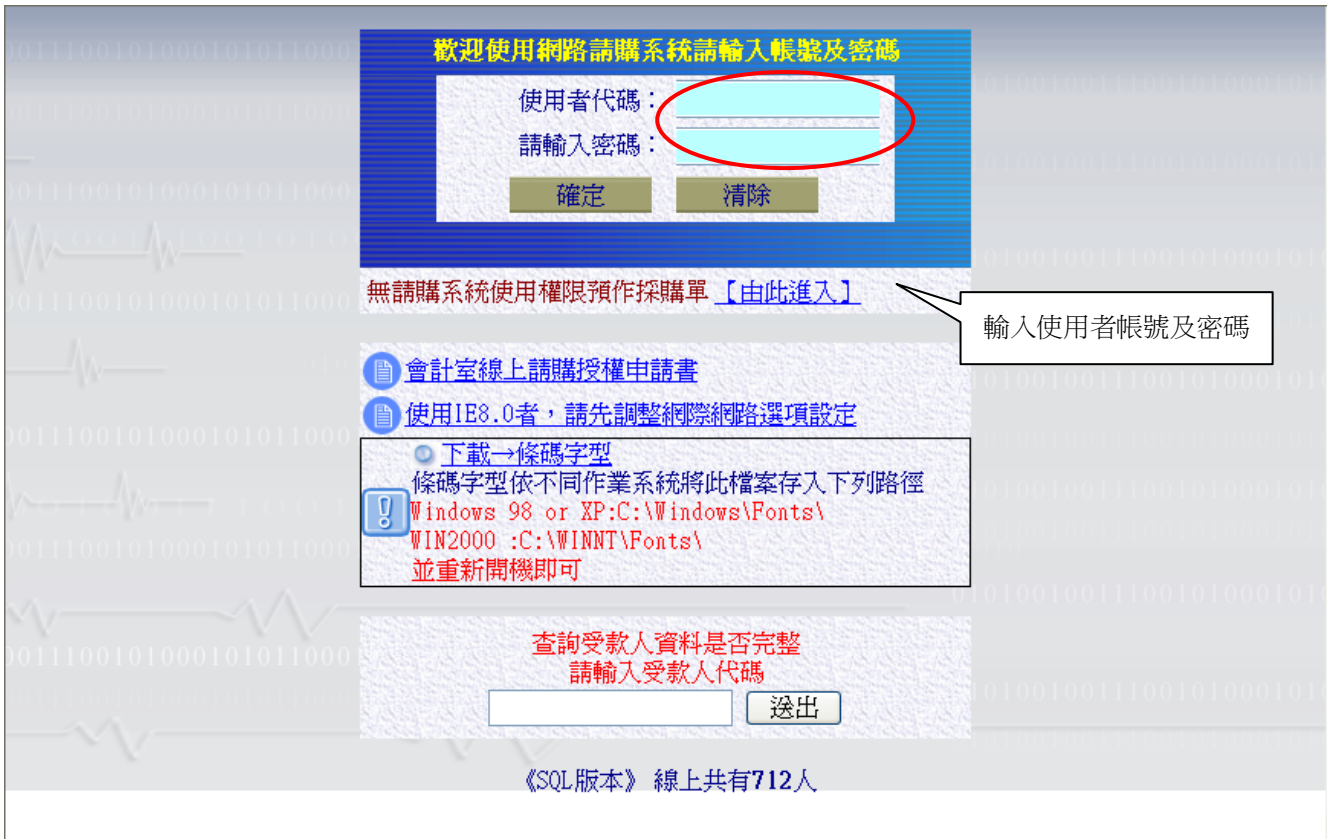 歡迎使用網路請購系統請輸入帳號及密碼
使用者代碼：
請輸入密碼：
確定 清除
無請購系統使用權限預作採購單 【由此進入】
輸入使用者帳號及密碼
會計室線上請購授權申請書
使用IE8.0者，請先調整網際網路選項設定
下載→條碼字型
條碼字型依不同作業系統將此檔案存入下列路徑
Windows 98 or XP:C:\Windows\Fonts\
WIN2000 :C:\WINNT\Fonts\
並重新開機即可
查詢受款人資料是否完整
請輸入受款人代碼
送出
《SQL版本》 線上共有712人